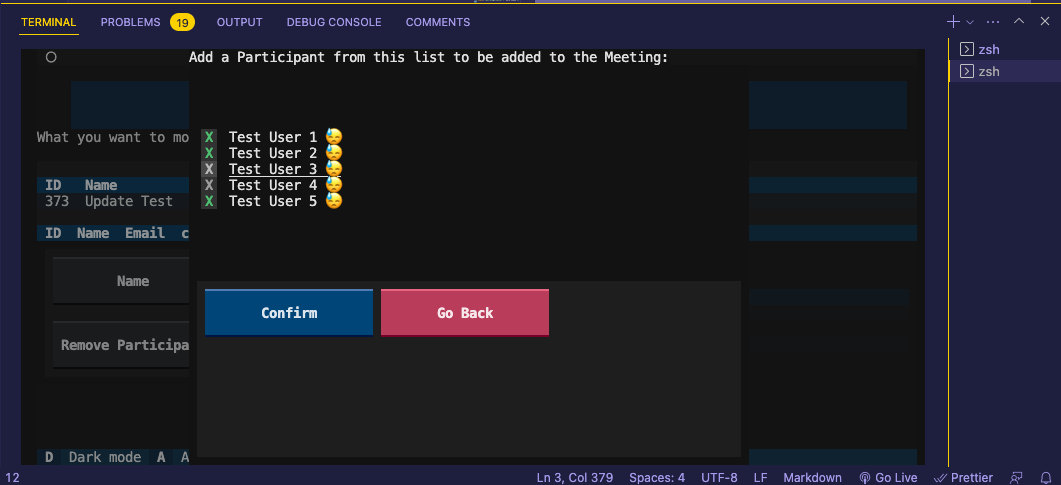 TERMINAL PROBLEMS 19 OUTPUT DEBUG CONSOLE COMMENTS
zsh
zsh
Add a Participant from this list to be added to the Meeting:
What you want to mo
X Test User 1 😓
X Test User 2 😓
X Test User 3 😓
X Test User 4 😓
X Test User 5 😓
ID Name
373 Update Test
ID Name Email c
Name
Remove Participa
Confirm Go Back
D Dark mode A A
12 Ln 3, Col 379 Spaces: 4 UTF-8 LF Markdown Go Live Prettier